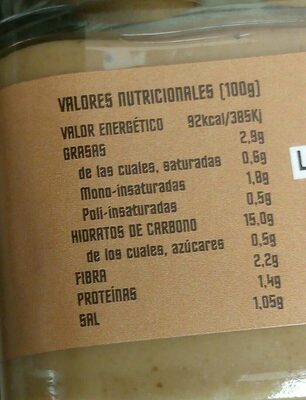 VALORES NUTRICIONALES (100g)
VALOR ENERGÉTICO 92kcal/385Kj
GRASAS 2,9g
de las cuales, saturadas 0,6g
Mono-insaturadas 1,8g
Poli-insaturadas 0,5g
HIDRATOS DE CARBONO 15,0g
de los cuales, azúcares 0,5g
FIBRA 2,2g
PROTEÍNAS 1,4g
SAL 1,05g
L